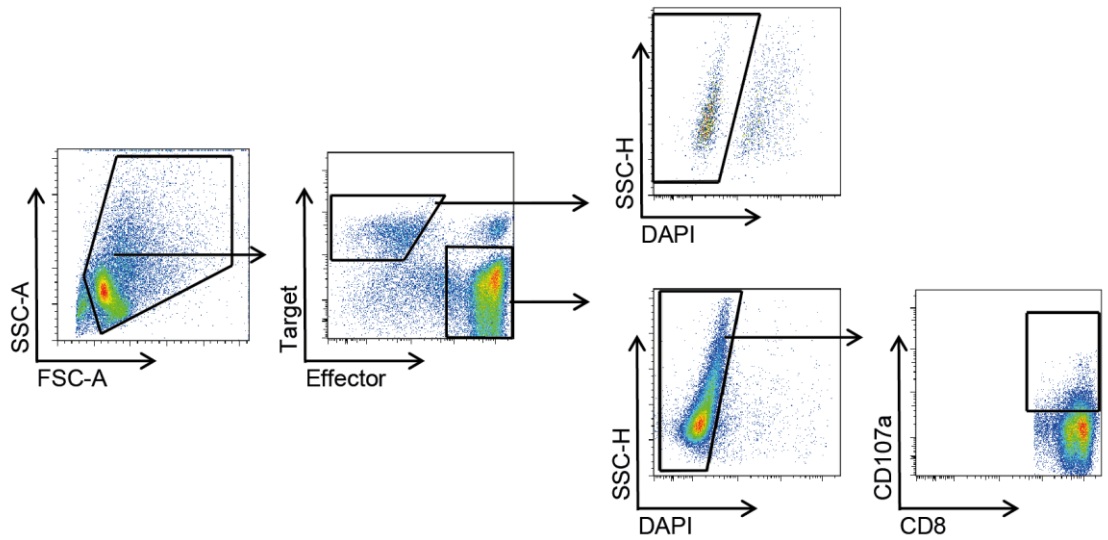 SSC-H
DAPI
SSC-A
FSC-A
Target
Effector
SSC-H
DAPI
CD107a
CD8